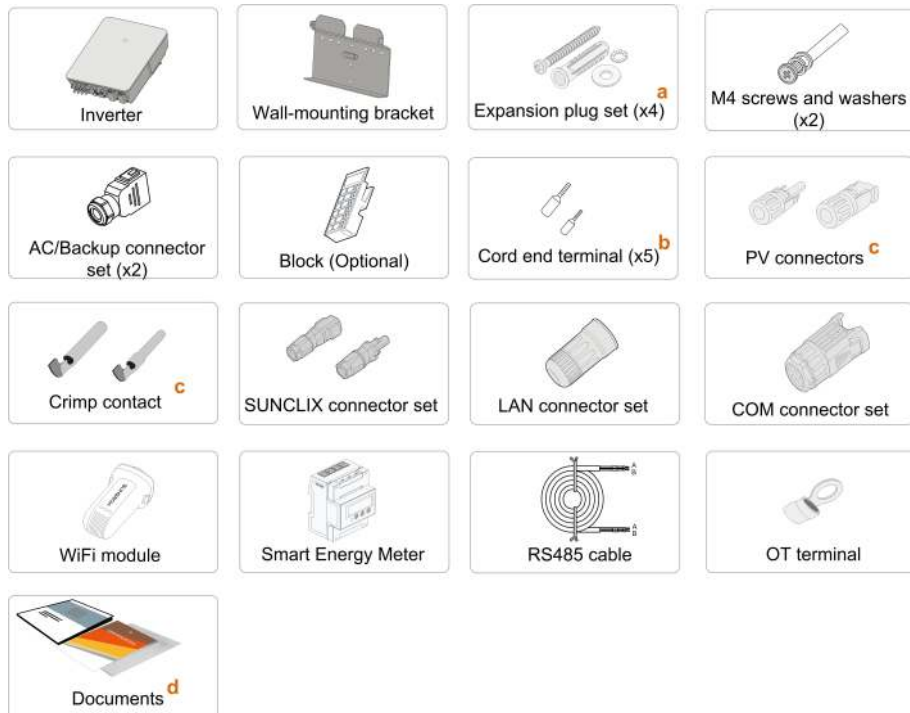 Inverter
Wall-mounting bracket
Expansion plug set (x4) a
M4 screws and washers
(x2)
AC/Backup connector
set (x2)
Block (Optional)
Cord end terminal (x5) b
PV connectors c
Crimp contact c
SUNCLIX connector set
LAN connector set
COM connector set
WiFi module
Smart Energy Meter
A
B
A
B
RS485 cable
OT terminal
Documents d